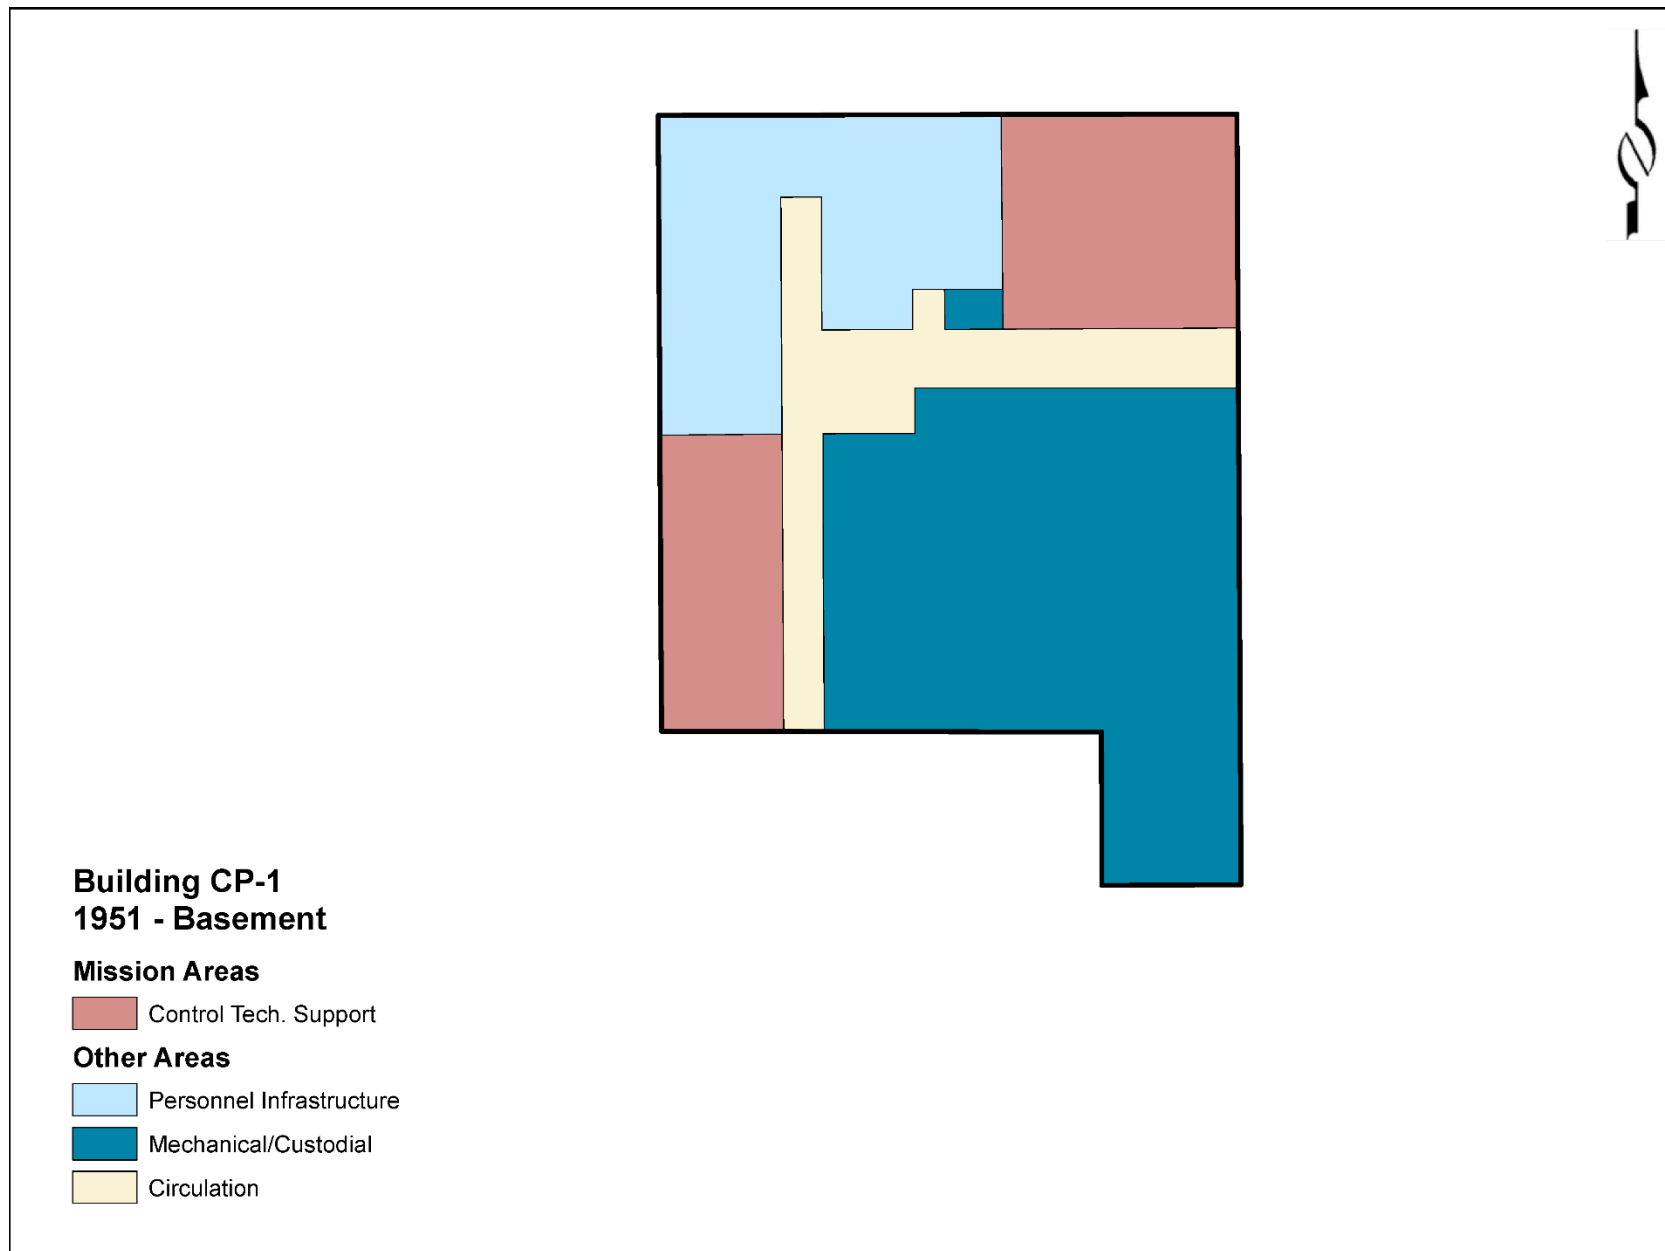 Building CP-1
1951 - Basement
Mission Areas
Control Tech. Support
Other Areas
Personnel Infrastructure
Mechanical/Custodial
Circulation